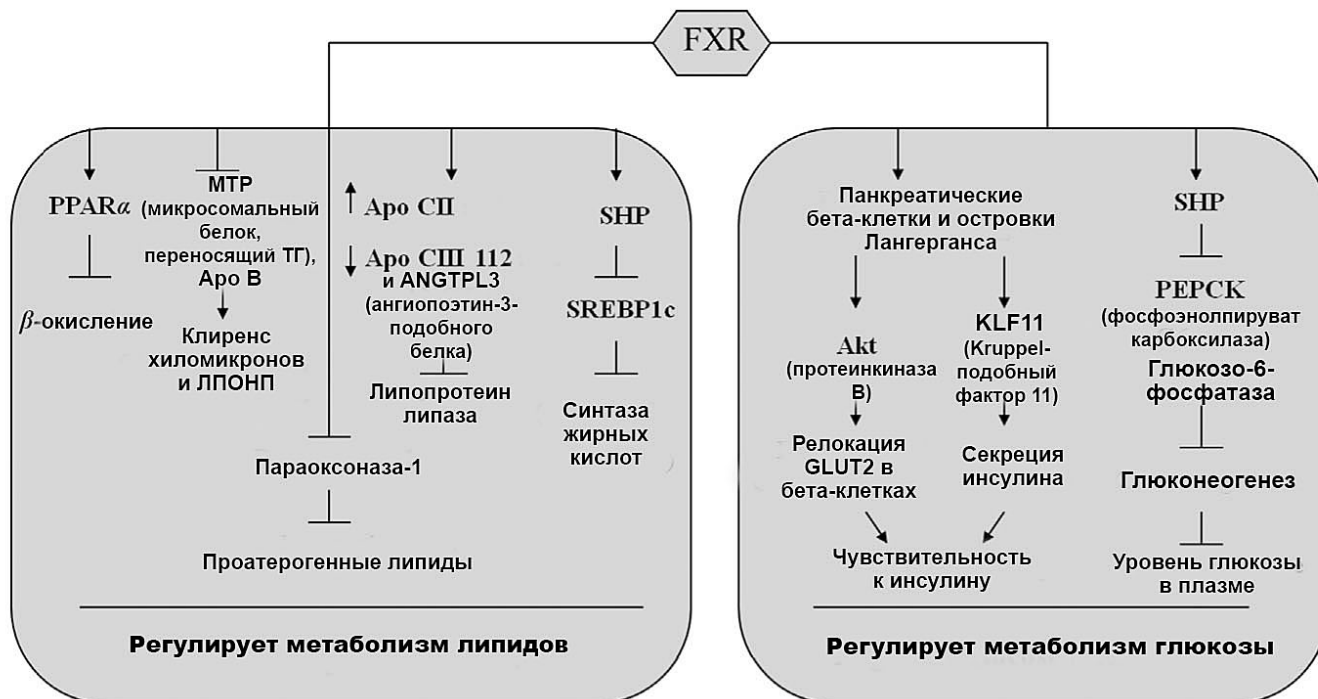 FXR
PPARα
β-окисление
МТР
(микросомальный
белок,
переносящий ТГ),
Аро В
Клиренс
хиломикронов
и ЛПОНП
Аро СII
Аро СIII 112
и ANGTPL3
(ангиопоэтин-3-
подобного
белка)
Липопротеин
липаза
SHP
SREBP1c
Синтаза
жирных
кислот
Параоксоназа-1
Проатерогенные липиды
Регулирует метаболизм липидов
Панкреатические
бета-клетки и островки
Лангерганса
Akt
(протеинкиназа
В)
Релокация
GLUT2 в
бета-клетках
KLF11
(Kruppel-
подобный
фактор 11)
Секреция
инсулина
Чувствительность
к инсулину
SHP
PEPCK
(фосфоэнолпируват
карбоксилаза)
Глюкозо-6-
фосфатаза
Глюконеогенез
Уровень глюкозы
в плазме
Регулирует метаболизм глюкозы